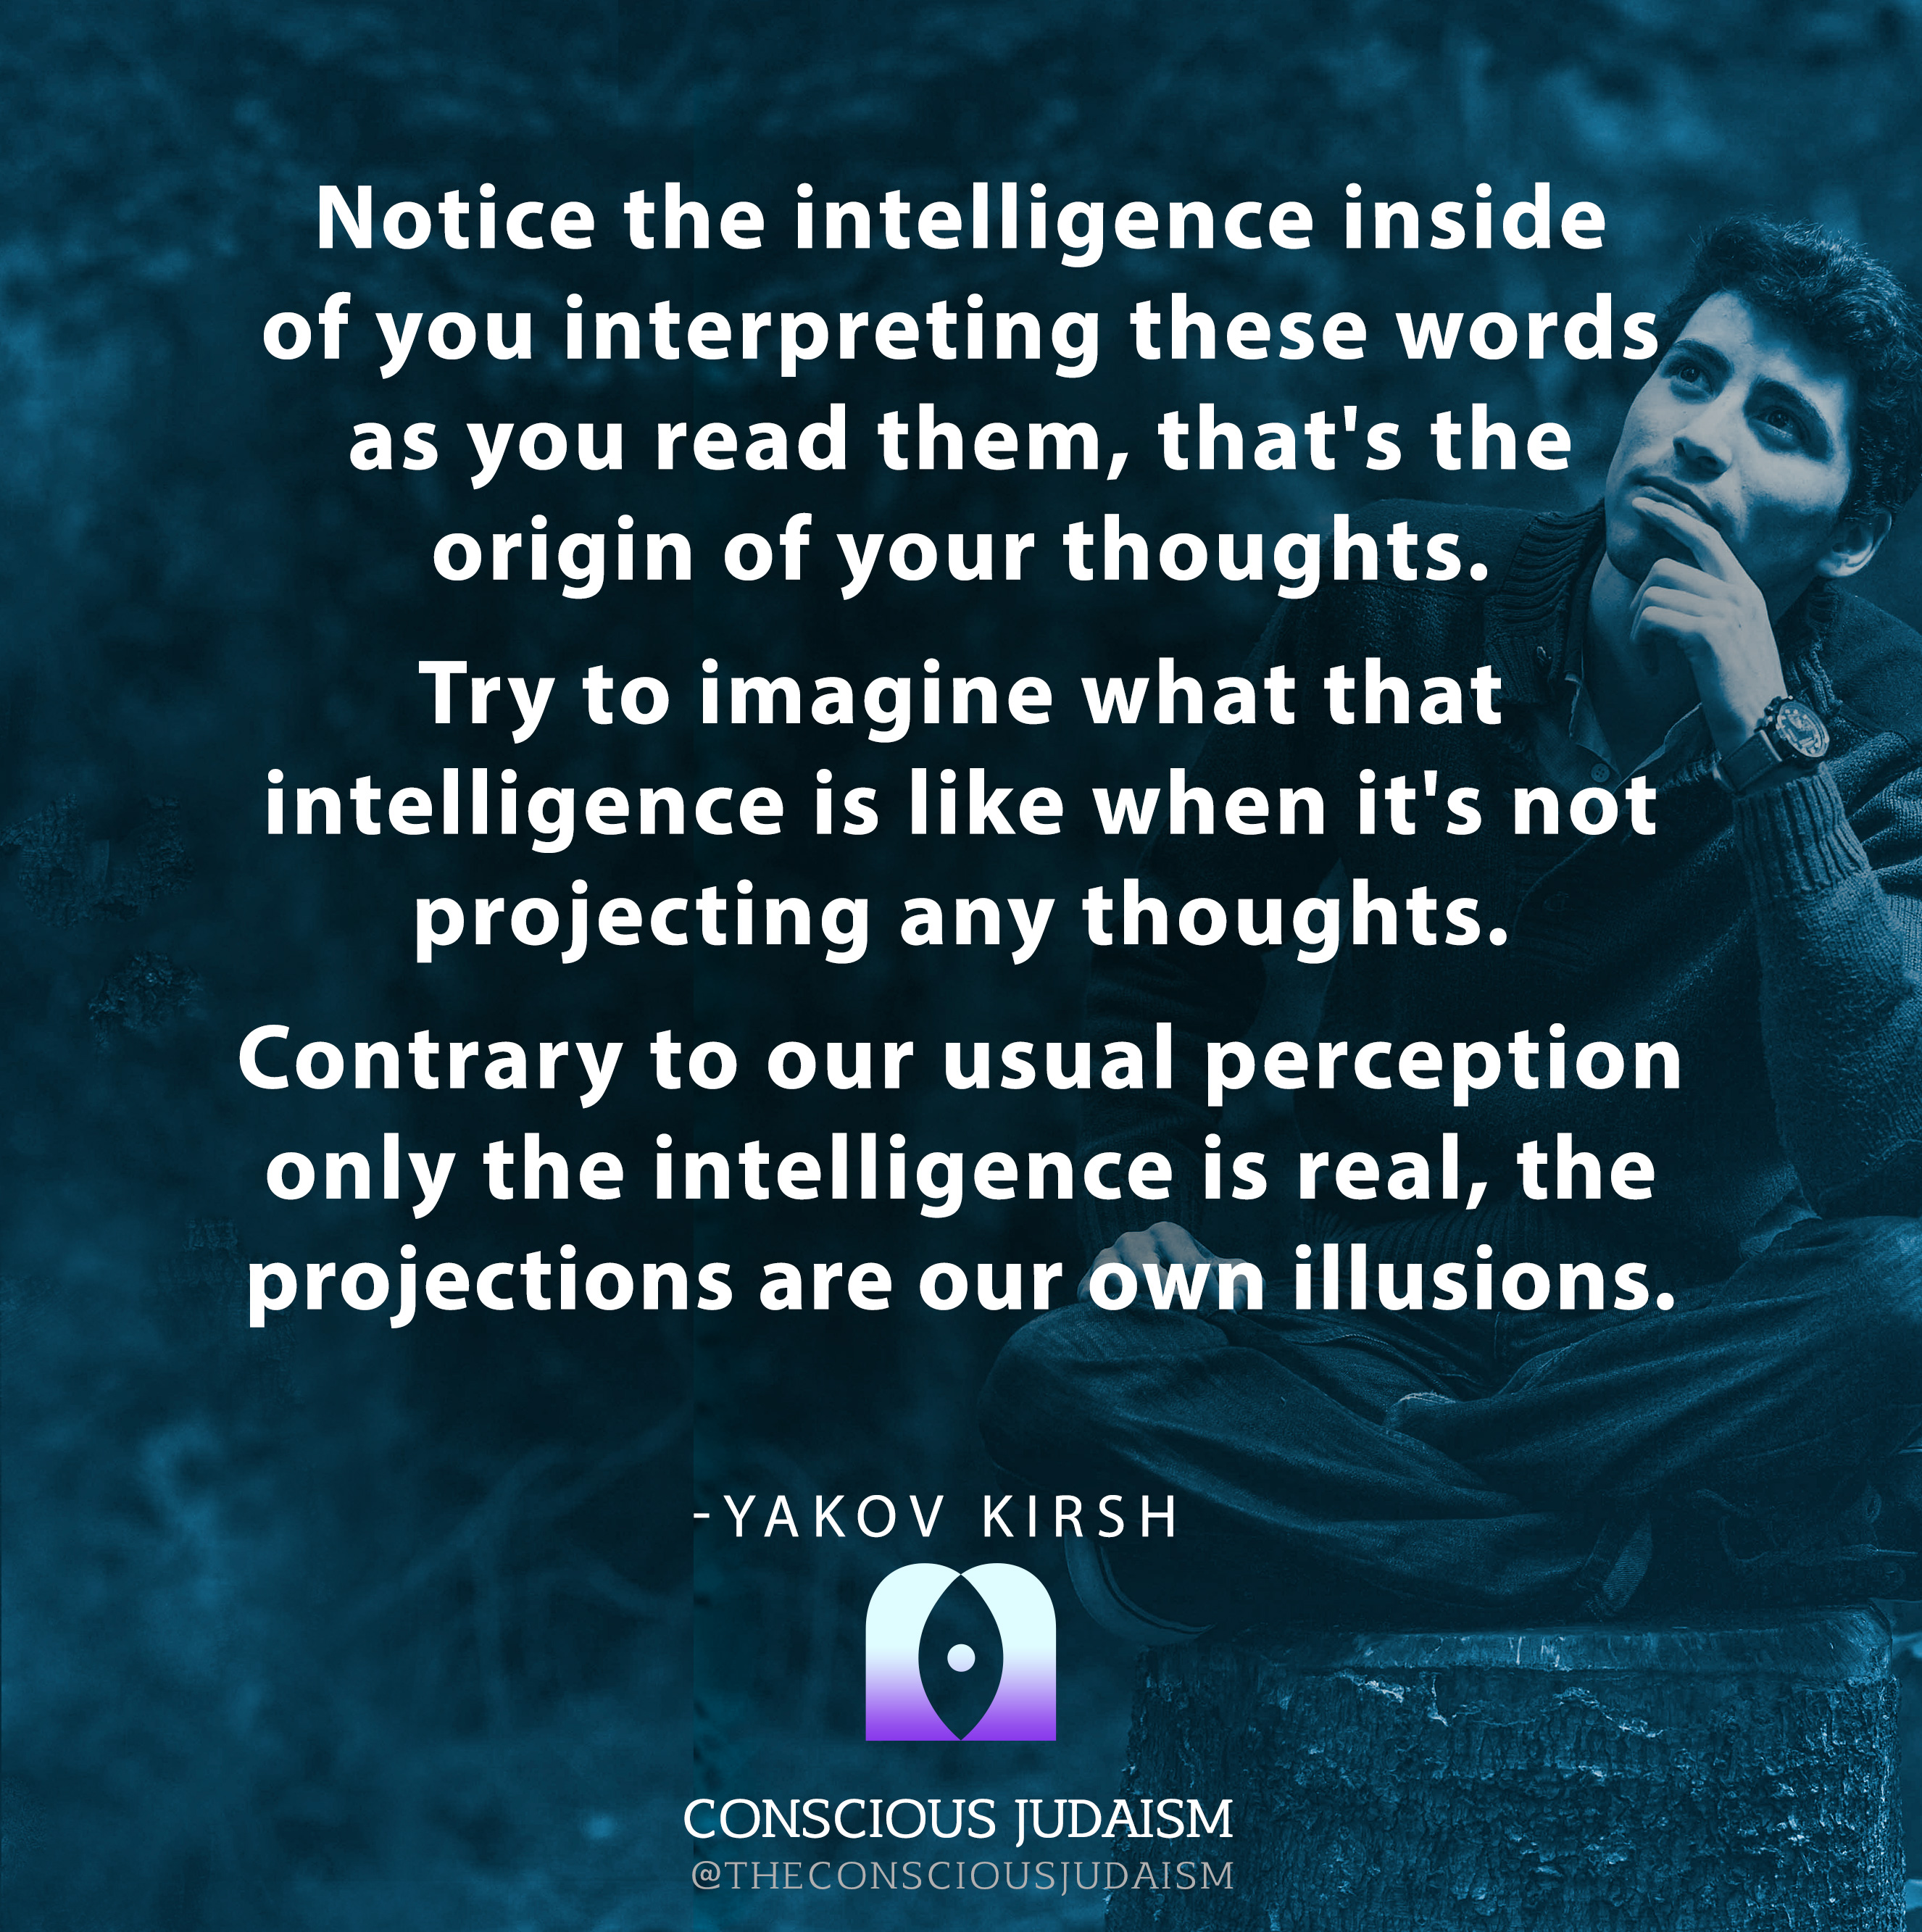 Notice the intelligence inside
of you interpreting these words
as you read them, that's the
origin of your thoughts.
Try to imagine what that
intelligence is like when it's not
projecting any thoughts.
Contrary to our usual perception
only the intelligence is real, the
projections are our own illusions.
-YAKOV KIRSH
CONSCIOUS JUDAISM
@THECONSCIOUSJUDAISM